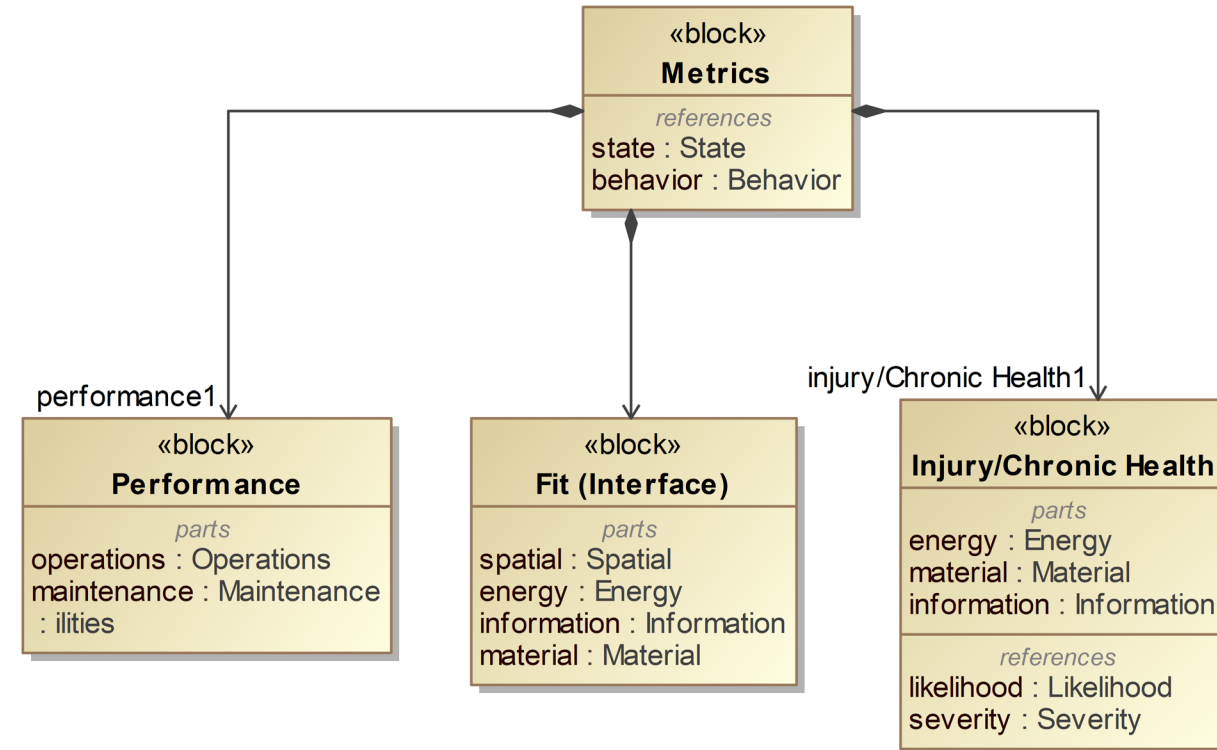 «block»
Metrics
references
state : State
behavior : Behavior
performance1
injury/Chronic Health1
«block»
Performance
parts
operations : Operations
maintenance : Maintenance
: ilities
«block»
Fit (Interface)
parts
spatial : Spatial
energy : Energy
information : Information
material : Material
«block»
Injury/Chronic Health
parts
energy : Energy
material : Material
information : Information
references
likelihood : Likelihood
severity : Severity